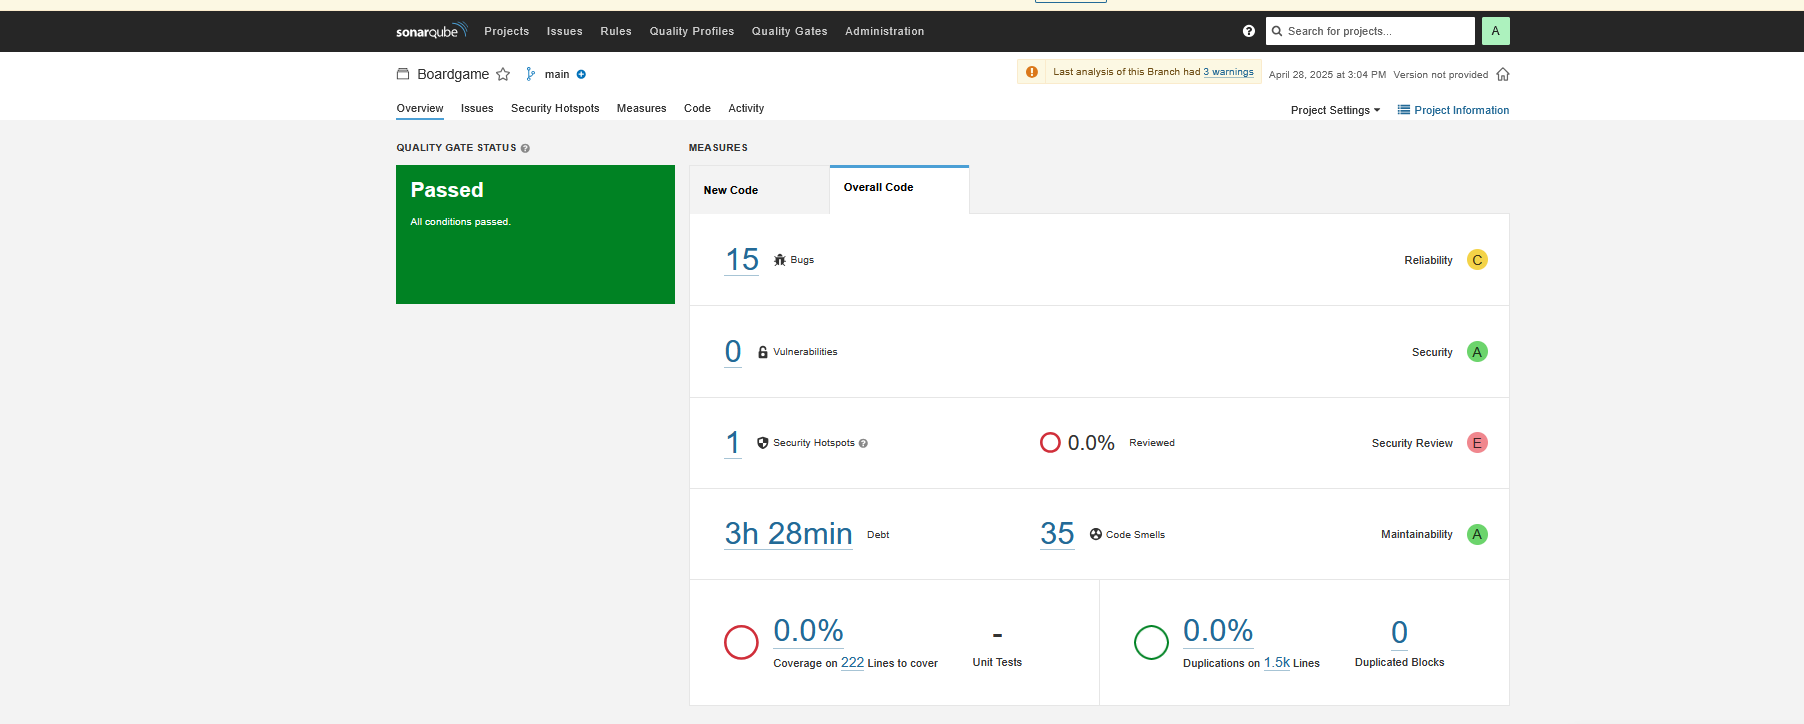 sonarqube Projects Issues Rules Quality Profiles Quality Gates Administration ? Search for projects... A
Boardgame main Last analysis of this Branch had 3 warnings April 28, 2025 at 3:04 PM Version not provided
Overview Issues Security Hotspots Measures Code Activity Project Settings Project Information
QUALITY GATE STATUS ? MEASURES
Passed
All conditions passed.
New Code Overall Code
15 Bugs Reliability C
0 Vulnerabilities Security A
1 Security Hotspots ? 0.0% Reviewed Security Review E
3h 28min Debt 35 Code Smells Maintainability A
0.0% - 0.0% 0
Coverage on 222 Lines to cover Unit Tests Duplications on 1.5k Lines Duplicated Blocks